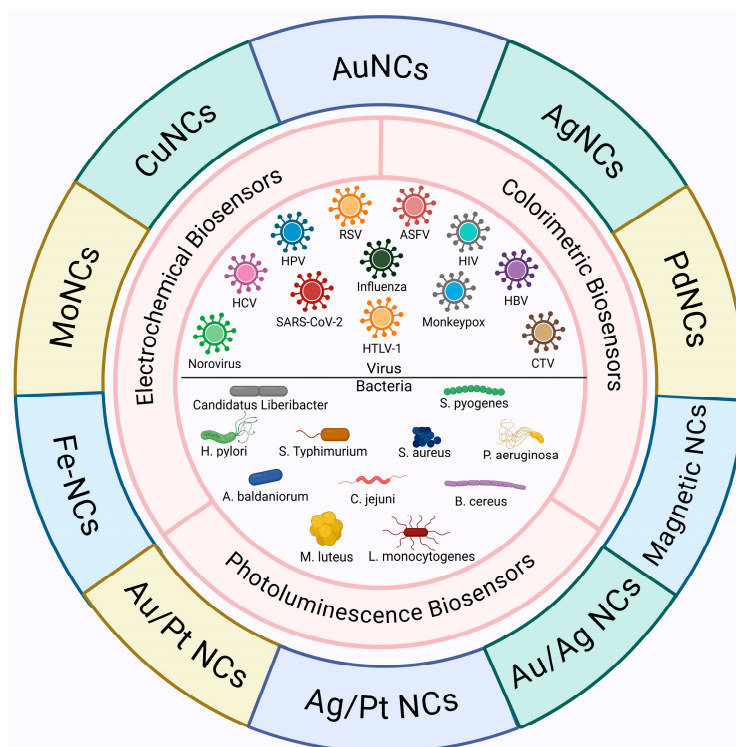 AuNCs
AgNCs
PdNCs
Magnetic NCs
Au/Ag NCs
Ag/Pt NCs
Au/Pt NCs
Fe-NCs
MoNCs
CuNCs
Electrochemical Biosensors
Colorimetric Biosensors
Photoluminescence Biosensors
RSV
ASFV
HPV
HIV
HCV
Influenza
HBV
SARS-CoV-2
Monkeypox
Norovirus
HTLV-1
CTV
Virus
Bacteria
Candidatus Liberibacter
S. pyogenes
H. pylori
S. Typhimurium
S. aureus
P. aeruginosa
A. baldaniorum
C. jejuni
B. cereus
M. luteus
L. monocytogenes